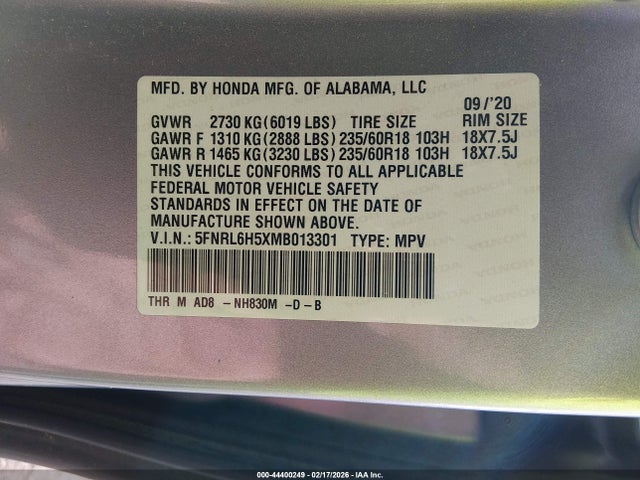 MFD. BY HONDA MFG. OF ALABAMA, LLC
09/'20
GVWR 2730 KG(6019 LBS) TIRE SIZE RIM SIZE
GAWR F 1310 KG(2888 LBS) 235/60R18 103H 18X7.5J
GAWR R 1465 KG(3230 LBS) 235/60R18 103H 18X7.5J
THIS VEHICLE CONFORMS TO ALL APPLICABLE
FEDERAL MOTOR VEHICLE SAFETY
STANDARDS IN EFFECT ON THE DATE OF
MANUFACTURE SHOWN ABOVE.
V.I.N.: 5FNRL6H5XMB013301 TYPE: MPV
THR M AD8 - NH830M - D - B
000-44400249 - 02/17/2026 - IAA Inc.